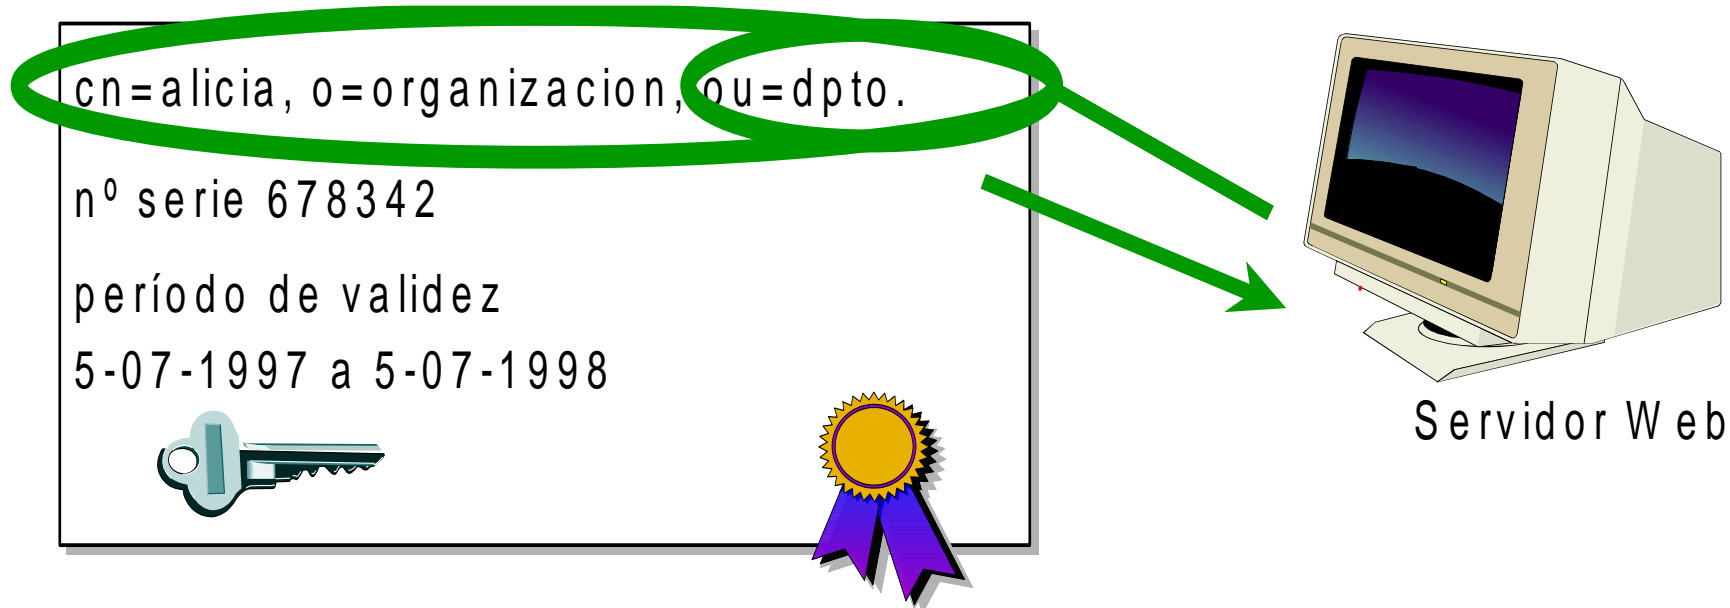 cn=alicia, o=organizacion, ou=dpto.
nº serie 678342
período de validez
5-07-1997 a 5-07-1998
Servidor Web